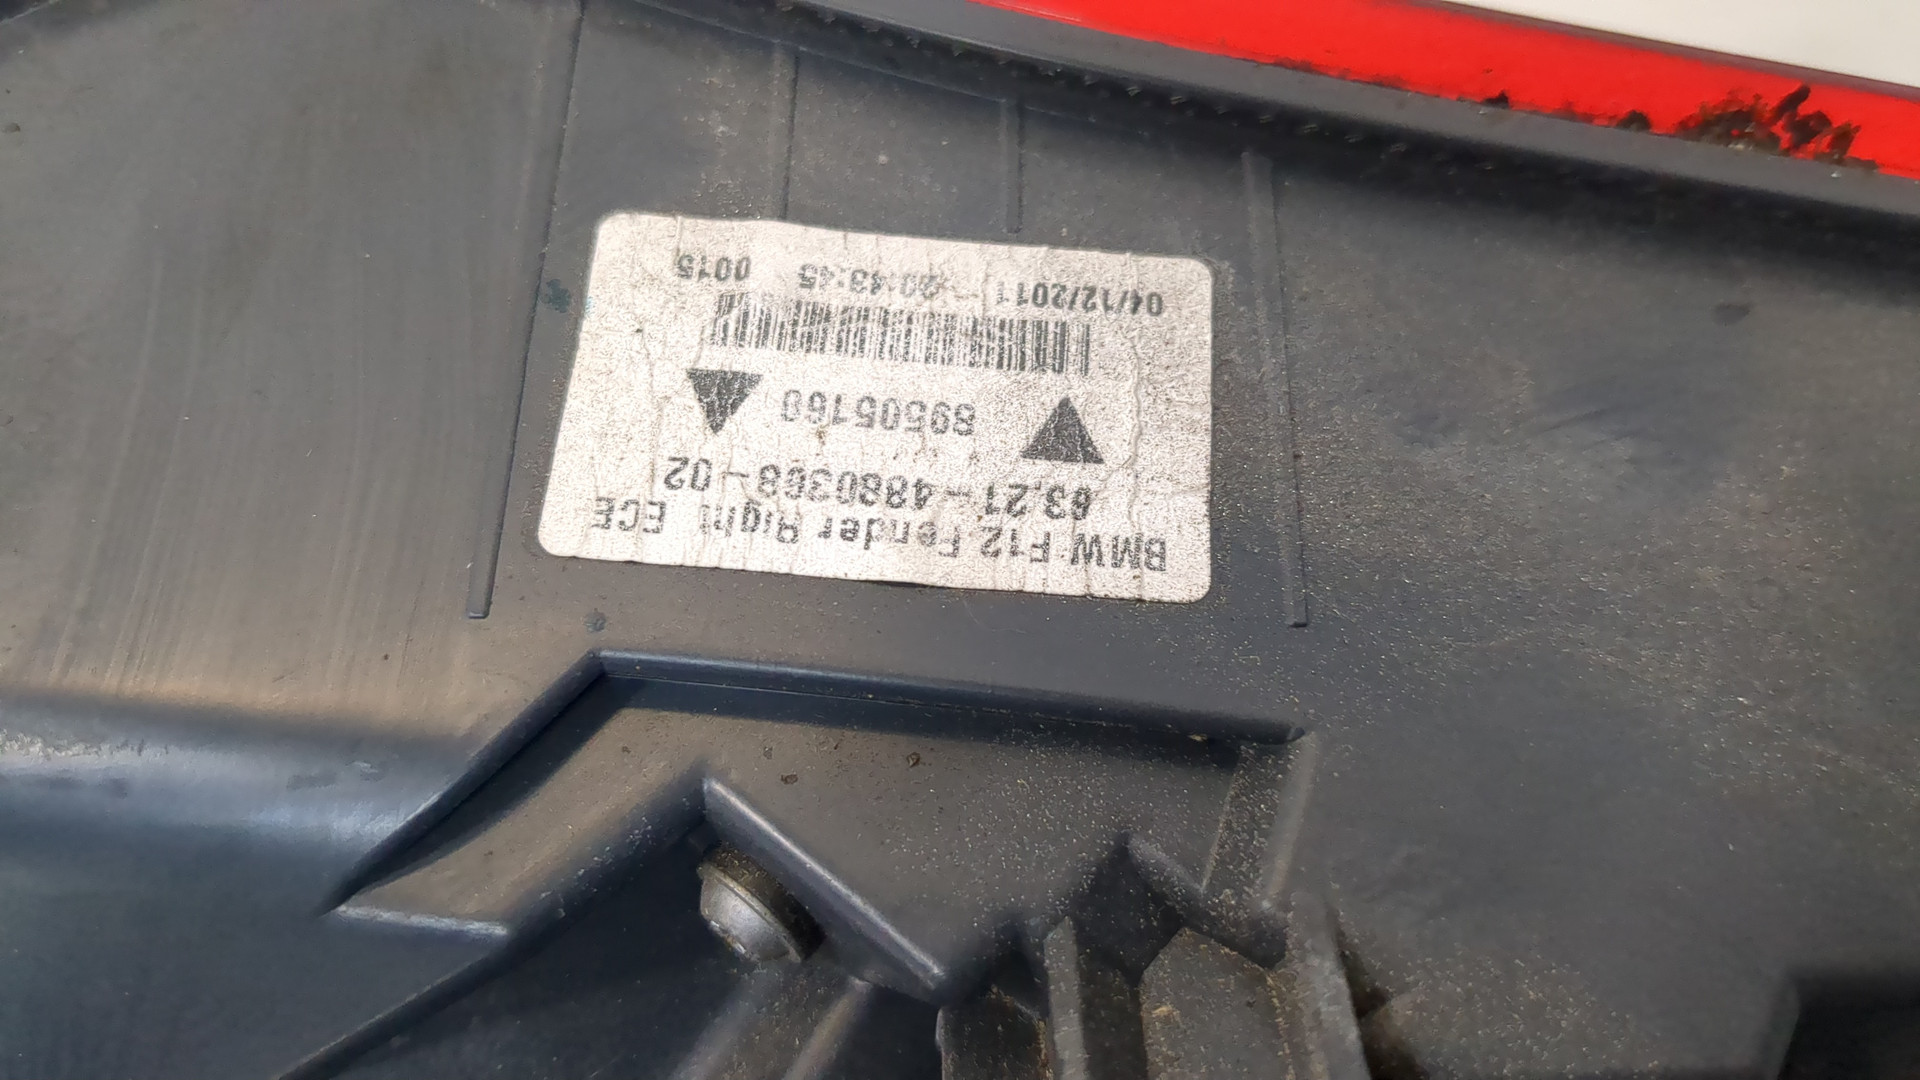 BMW F12 Fender Right ECE
63.21-4880368-02
▲ 89505160 ▼
04/12/2011 - 20:43:45 0015